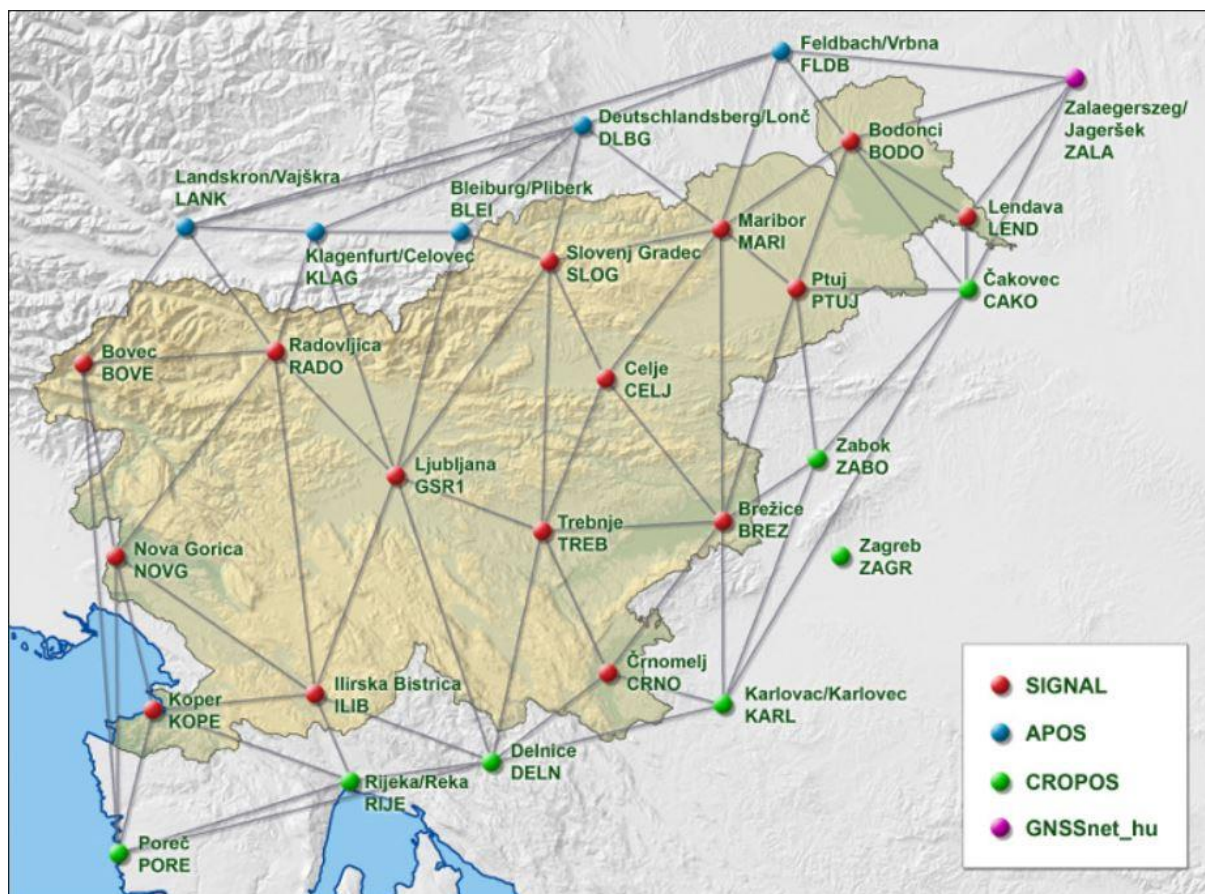 Feldbach/Vrbna
FLDB
Zalaegerszeg/
Jageršek
ZALA
Deutschlandsberg/Lonč
DLBG
Bodonci
BODO
Landskron/Vajškra
LANK
Bleiburg/Pliberk
BLEI
Lendava
LEND
Maribor
MARI
Klagenfurt/Celovec
KLAG
Slovenj Gradec
SLOG
Ptuj
PTUJ
Čakovec
CAKO
Bovec
BOVE
Radovljica
RADO
Celje
CELJ
Zabok
ZABO
Ljubljana
GSR1
Trebnje
TREB
Brežice
BREZ
Nova Gorica
NOVG
Zagreb
ZAGR
Črnomelj
CRNO
Ilirska Bistrica
ILIB
Koper
KOPE
Karlovac/Karlovec
KARL
Delnice
DELN
Rijeka/Reka
RIJE
Poreč
PORE
SIGNAL
APOS
CROPOS
GNSSnet_hu